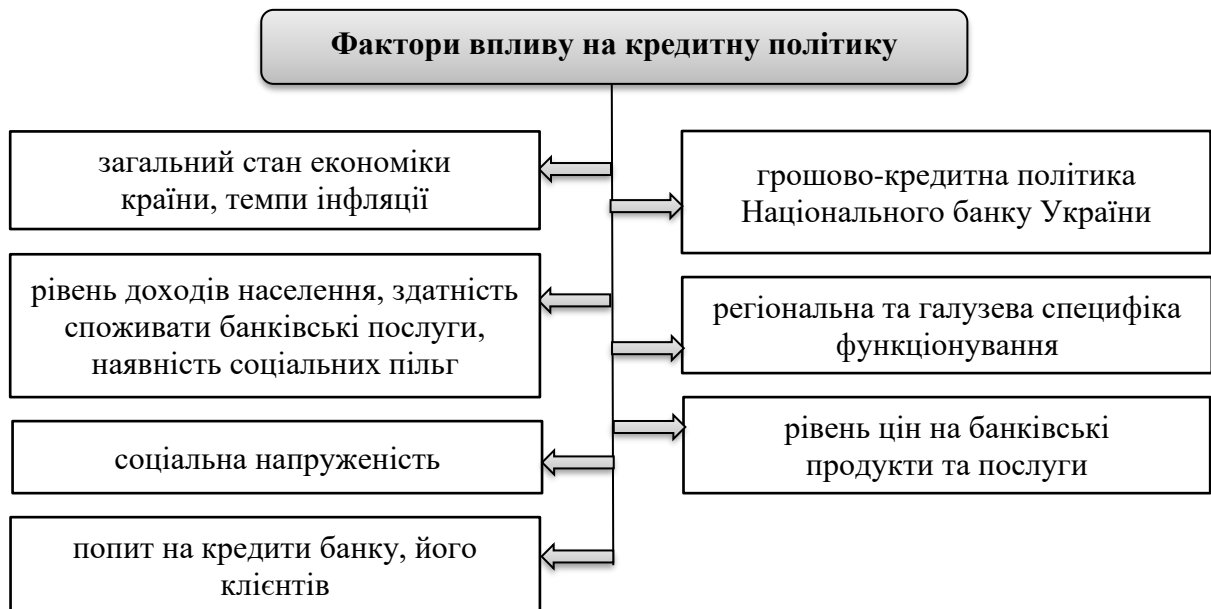 Фактори впливу на кредитну політику
загальний стан економіки
країни, темпи інфляції
грошово-кредитна політика
Національного банку України
рівень доходів населення, здатність
споживати банківські послуги,
наявність соціальних пільг
регіональна та галузева специфіка
функціонування
соціальна напруженість
рівень цін на банківські
продукти та послуги
попит на кредити банку, його
клієнтів